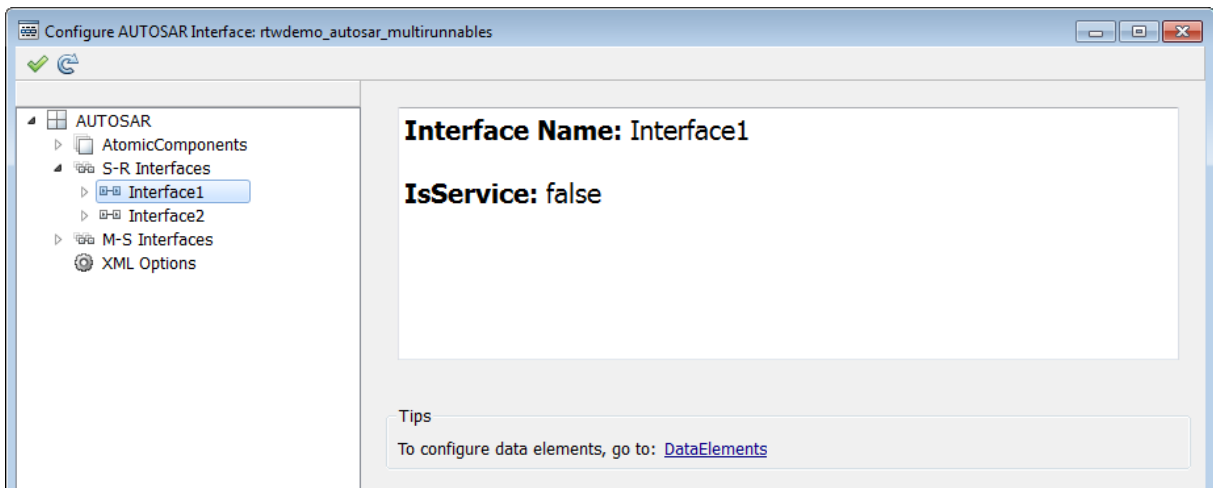 Configure AUTOSAR Interface: rtwdemo_autosar_multirunnables
AUTOSAR
AtomicComponents
S-R Interfaces
Interface1
Interface2
M-S Interfaces
XML Options
Interface Name: Interface1
IsService: false
Tips
To configure data elements, go to: DataElements